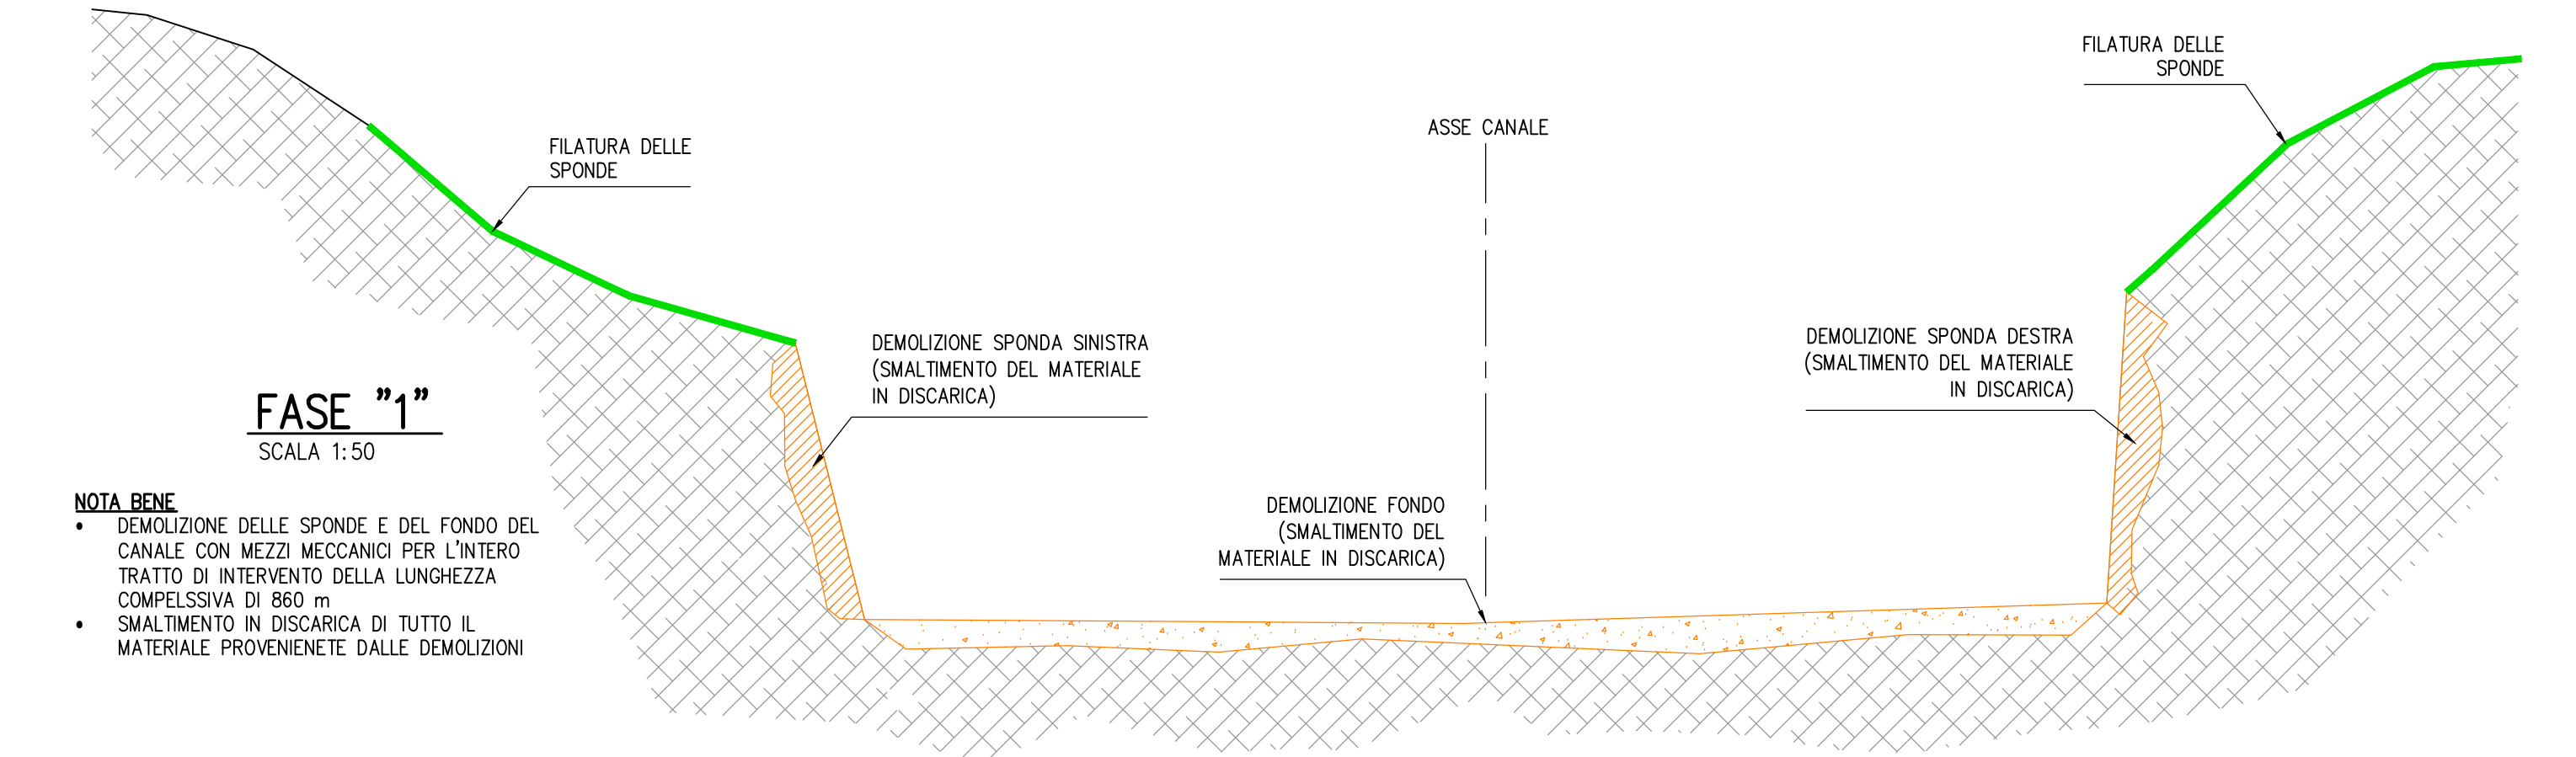 FILATURA DELLE
SPONDE
ASSE CANALE
FILATURA DELLE
SPONDE
DEMOLIZIONE SPONDA SINISTRA
(SMALTIMENTO DEL MATERIALE
IN DISCARICA)
DEMOLIZIONE SPONDA DESTRA
(SMALTIMENTO DEL MATERIALE
IN DISCARICA)
FASE "1"
SCALA 1:50
DEMOLIZIONE FONDO
(SMALTIMENTO DEL
MATERIALE IN DISCARICA)
NOTA BENE
• DEMOLIZIONE DELLE SPONDE E DEL FONDO DEL
CANALE CON MEZZI MECCANICI PER L'INTERO
TRATTO DI INTERVENTO DELLA LUNGHEZZA
COMPELSSIVA DI 860 m
• SMALTIMENTO IN DISCARICA DI TUTTO IL
MATERIALE PROVENIENETE DALLE DEMOLIZIONI